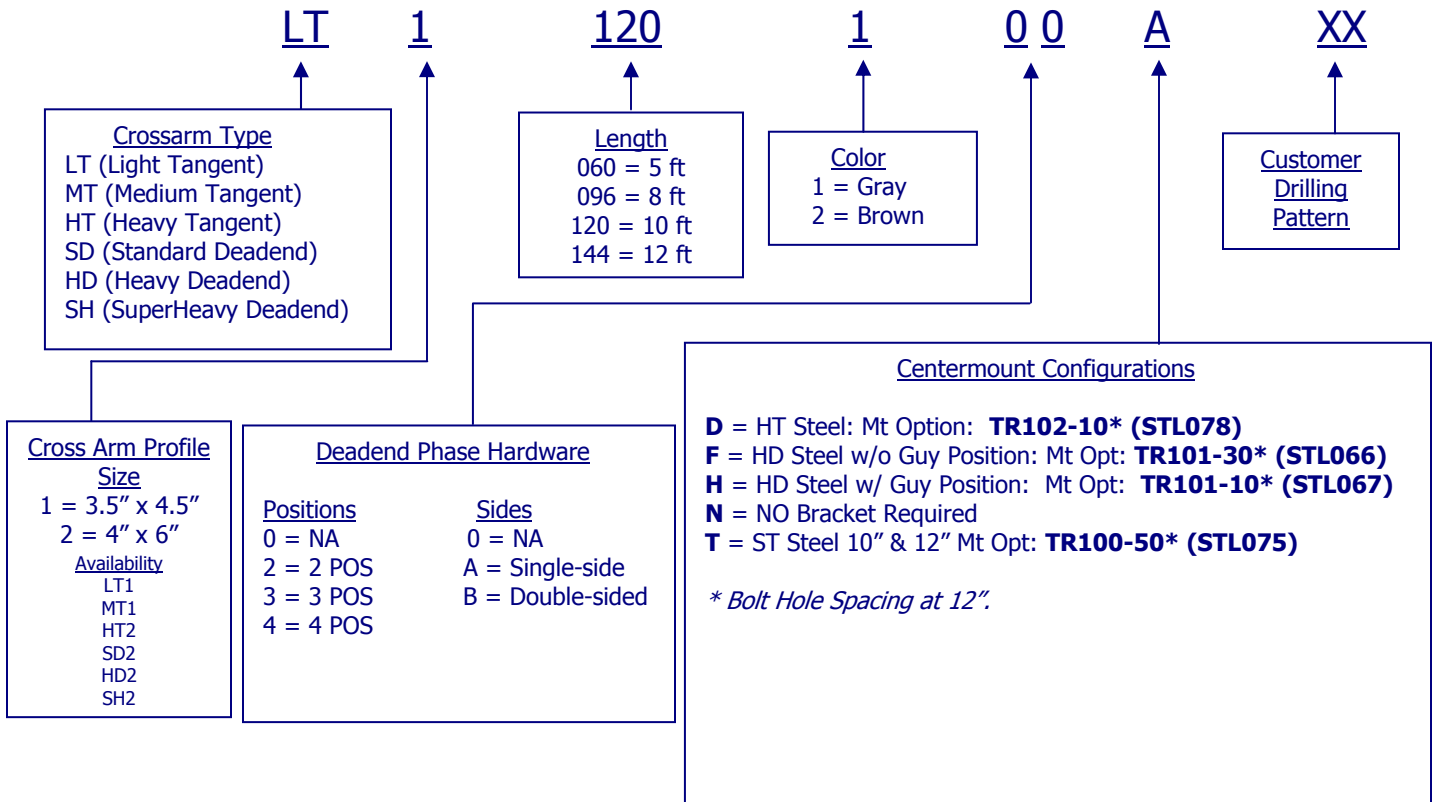 LT 1 120 1 0 0 A XX
Crossarm Type
LT (Light Tangent)
MT (Medium Tangent)
HT (Heavy Tangent)
SD (Standard Deadend)
HD (Heavy Deadend)
SH (SuperHeavy Deadend)
Length
060 = 5 ft
096 = 8 ft
120 = 10 ft
144 = 12 ft
Color
1 = Gray
2 = Brown
Customer
Drilling
Pattern
Cross Arm Profile
Size
1 = 3.5” x 4.5”
2 = 4” x 6”
Availability
LT1
MT1
HT2
SD2
HD2
SH2
Deadend Phase Hardware
Positions
0 = NA
2 = 2 POS
3 = 3 POS
4 = 4 POS
Sides
0 = NA
A = Single-side
B = Double-sided
Centermount Configurations
D = HT Steel: Mt Option: TR102-10* (STL078)
F = HD Steel w/o Guy Position: Mt Opt: TR101-30* (STL066)
H = HD Steel w/ Guy Position: Mt Opt: TR101-10* (STL067)
N = NO Bracket Required
T = ST Steel 10” & 12” Mt Opt: TR100-50* (STL075)
* Bolt Hole Spacing at 12”.